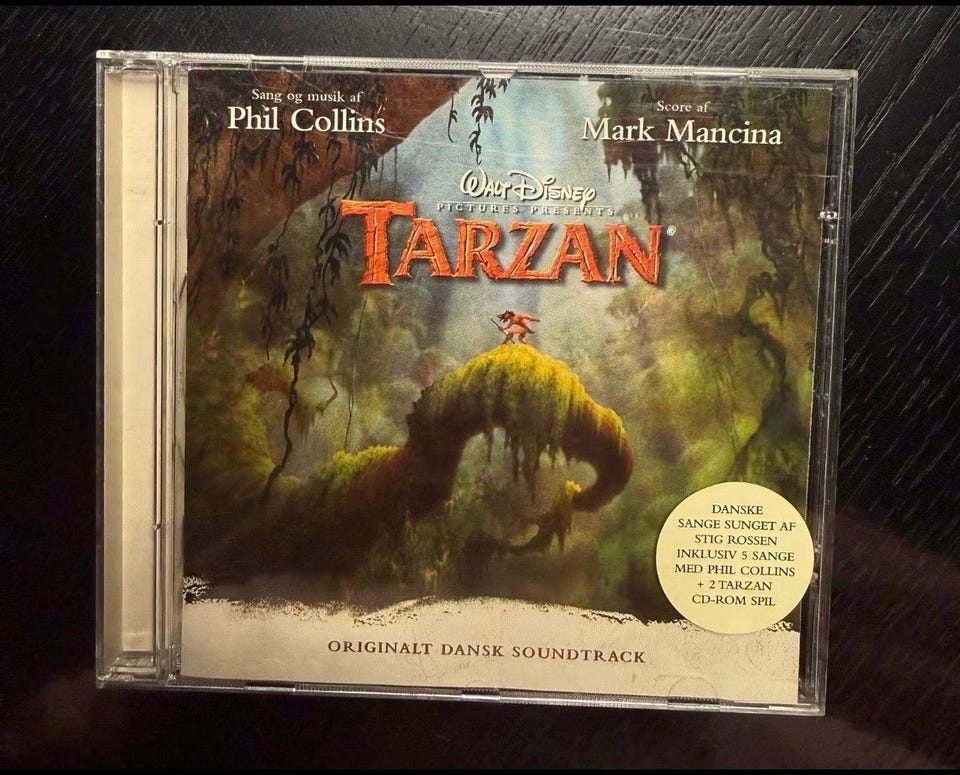 Sang og musik af
Phil Collins
Score af
Mark Mancina
WALT DISNEY
PICTURES PRESENTS
TARZAN®
DANSKE
SANGE SUNGET AF
STIG ROSSEN
INKLUSIV 5 SANGE
MED PHIL COLLINS
+ 2 TARZAN
CD-ROM SPIL
ORIGINALT DANSK SOUNDTRACK